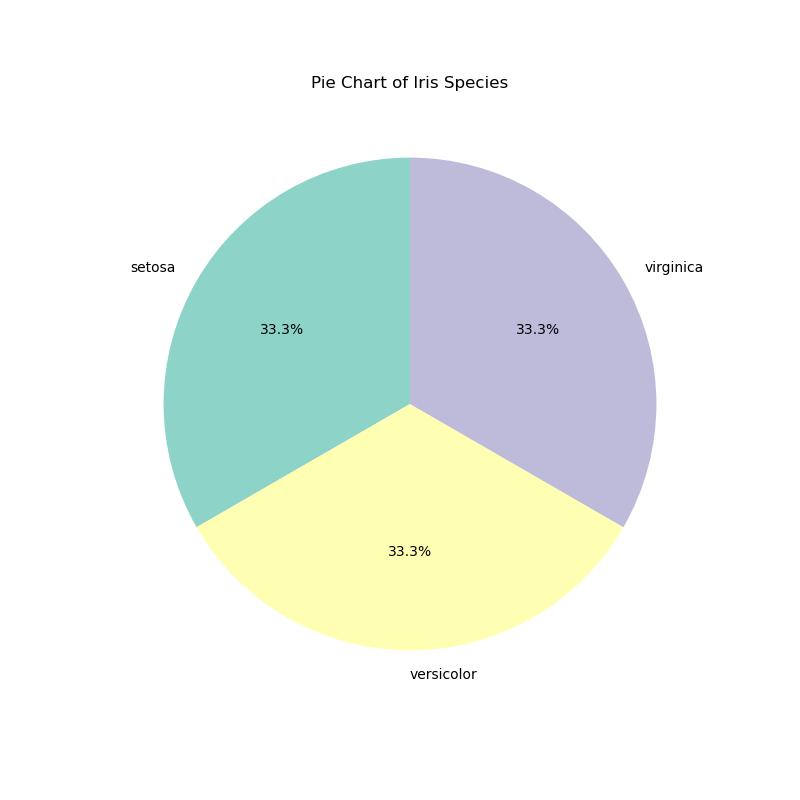 Pie Chart of Iris Species
setosa
virginica
33.3%
33.3%
33.3%
versicolor